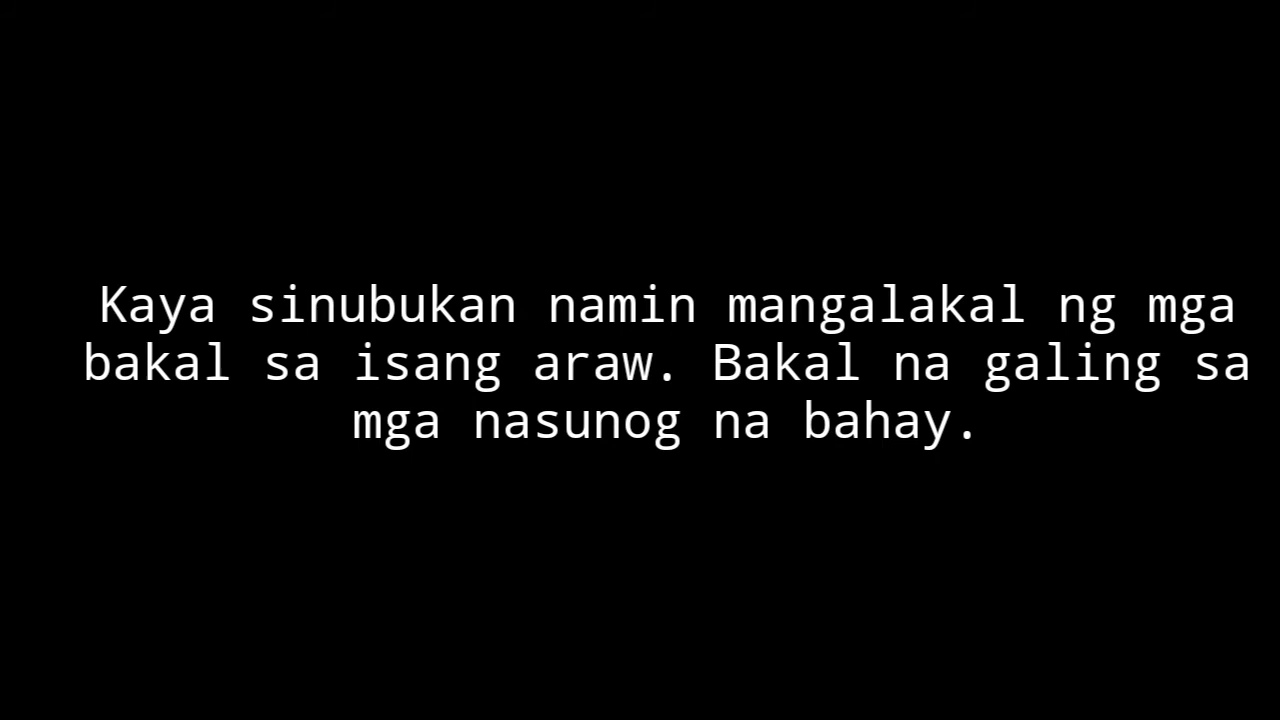 Kaya sinubukan namin mangalakal ng mga
bakal sa isang araw. Bakal na galing sa
mga nasunog na bahay.